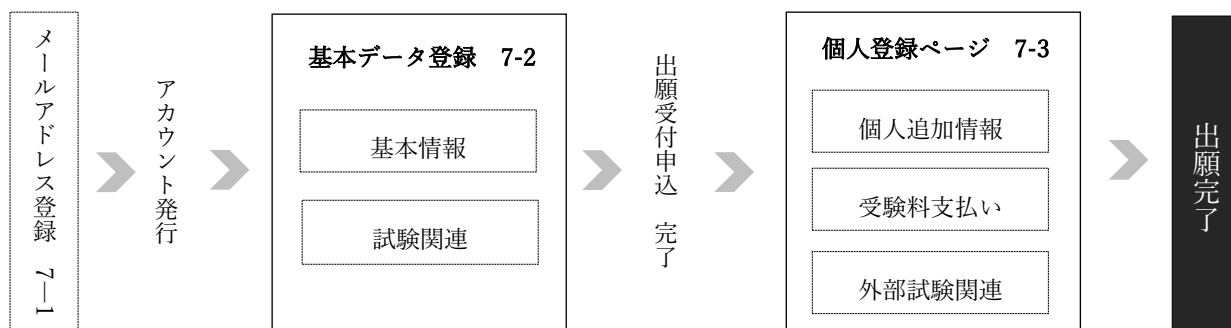 メールアドレス登録　7―1
アカウント発行
基本データ登録　7-2
基本情報
試験関連
出願受付申込　完了
個人登録ページ　7-3
個人追加情報
受験料支払い
外部試験関連
出願完了